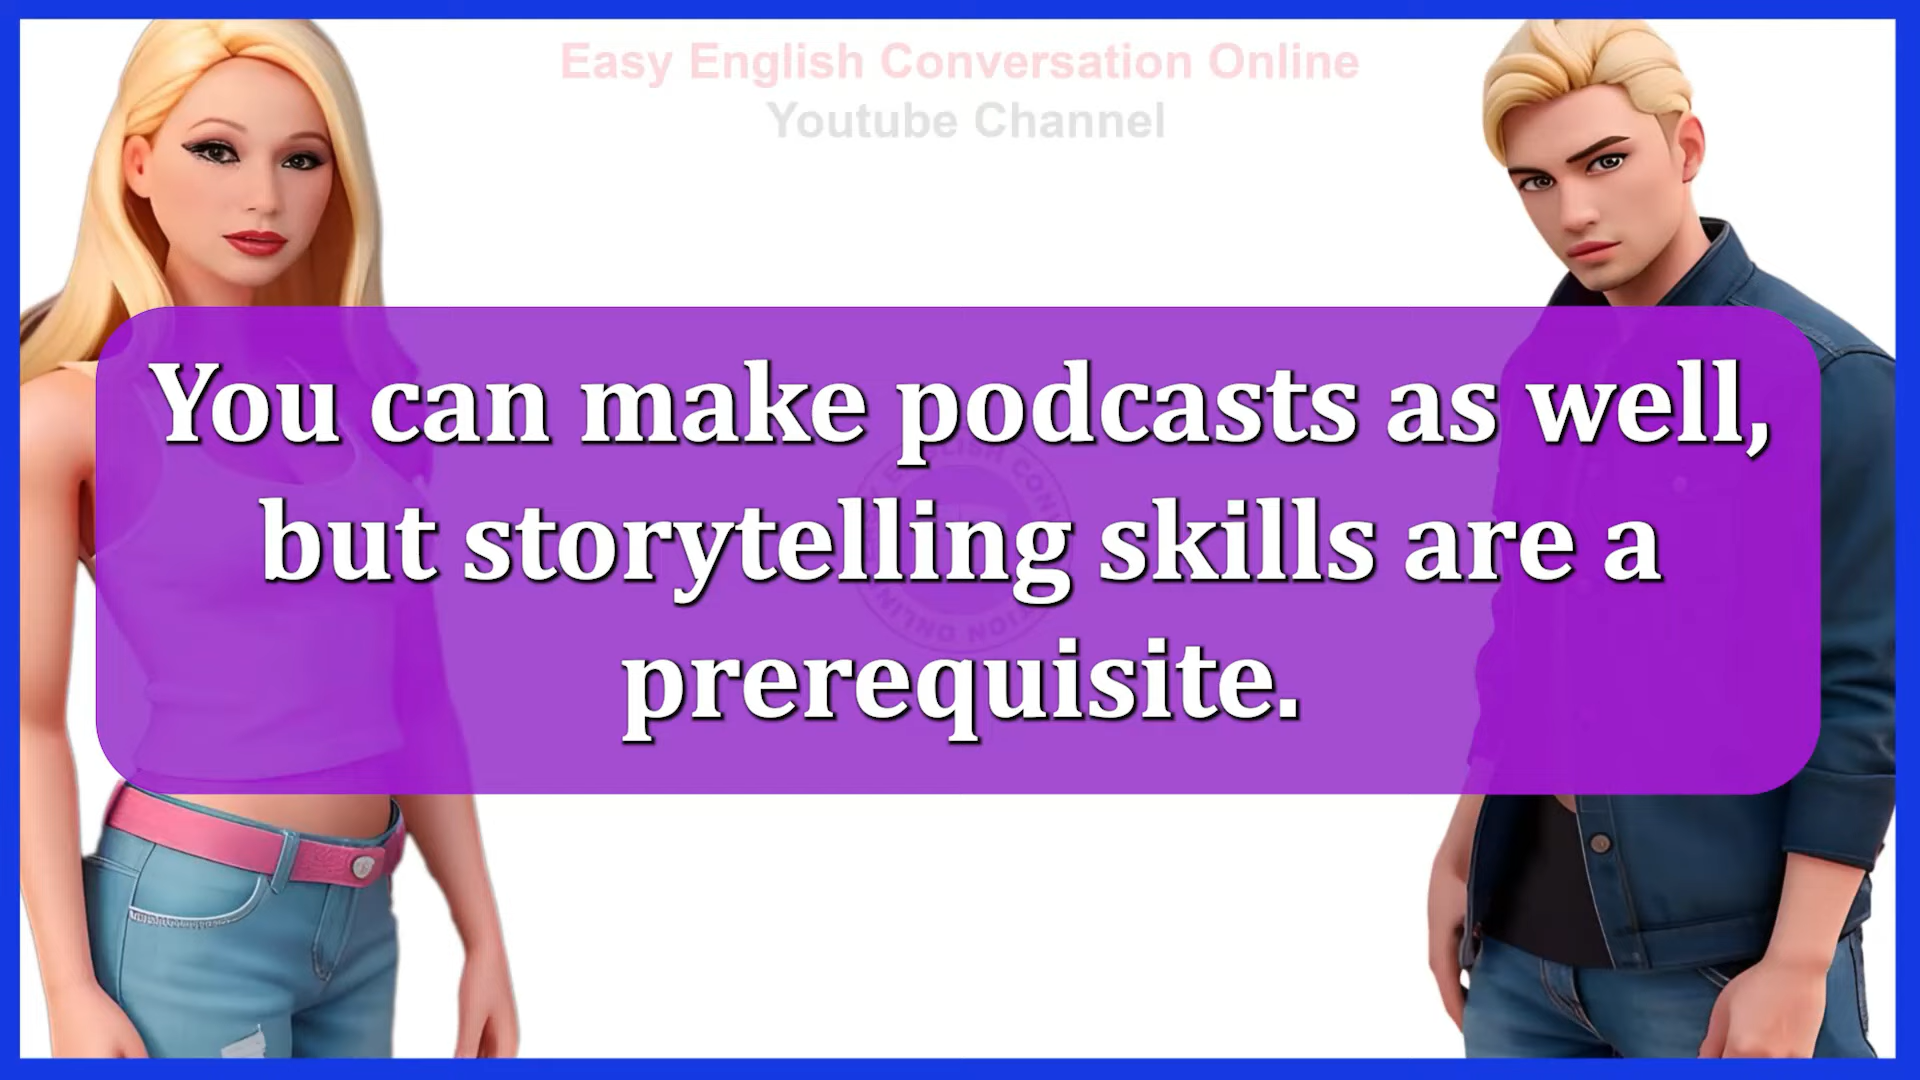 Easy English Conversation Online
Youtube Channel
You can make podcasts as well,
but storytelling skills are a
prerequisite.